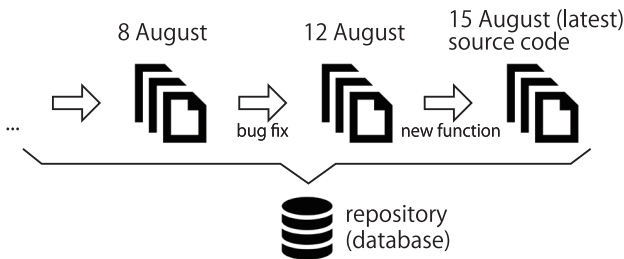 8 August
12 August
15 August (latest)
source code
...
bug fix
new function
repository
(database)